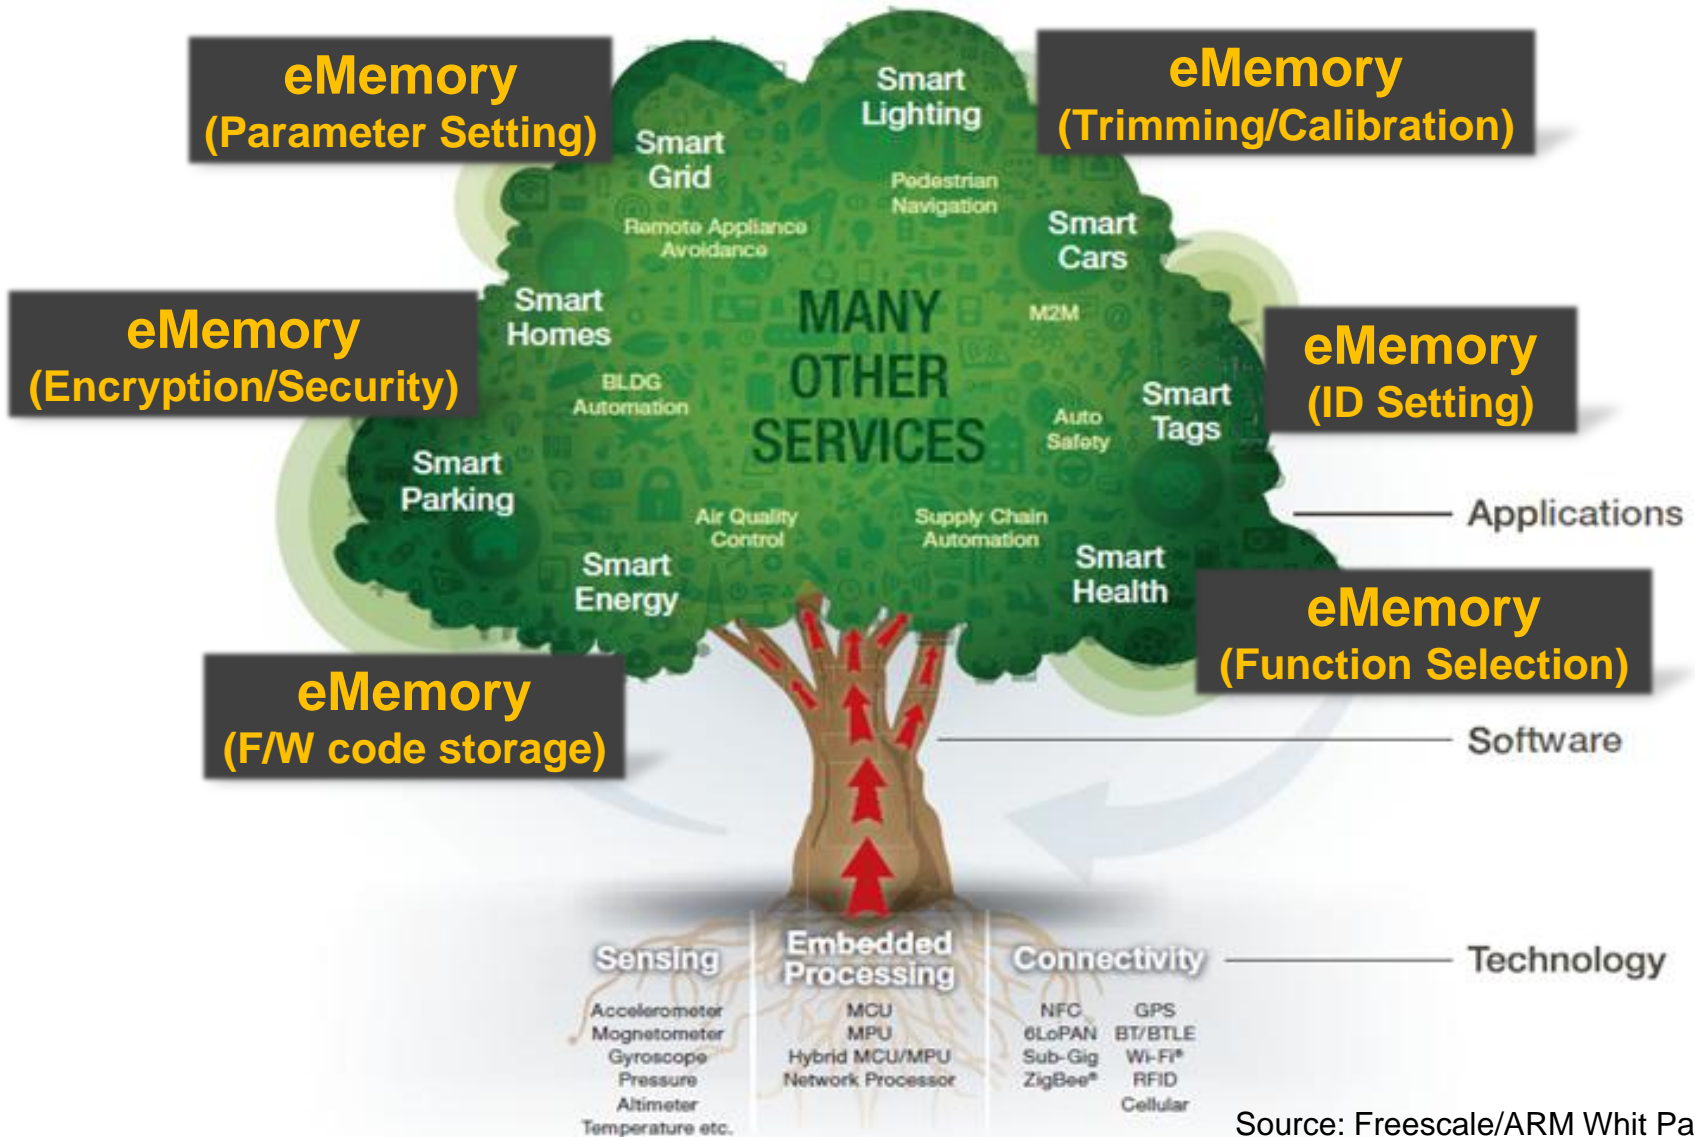 eMemory
(Parameter Setting)
eMemory
(Trimming/Calibration)
Smart
Lighting
Smart
Grid
Pedestrian
Navigation
Remote Appliance
Avoidance
Smart
Cars
eMemory
(Encryption/Security)
Smart
Homes
MANY
OTHER
SERVICES
M2M
eMemory
(ID Setting)
BLDG
Automation
Auto
Safety
Smart
Tags
Smart
Parking
Air Quality
Control
Supply Chain
Automation
Applications
Smart
Energy
Smart
Health
eMemory
(Function Selection)
eMemory
(F/W code storage)
Software
Sensing
Accelerometer
Mognetometer
Gyroscope
Pressure
Altimeter
Temperature etc.
Embedded
Processing
MCU
MPU
Hybrid MCU/MPU
Network Processor
Connectivity
NFC GPS
6LoPAN BT/BTLE
Sub-Gig Wi-Fi®
ZigBee® RFID
Cellular
Technology
Source: Freescale/ARM Whit Pa